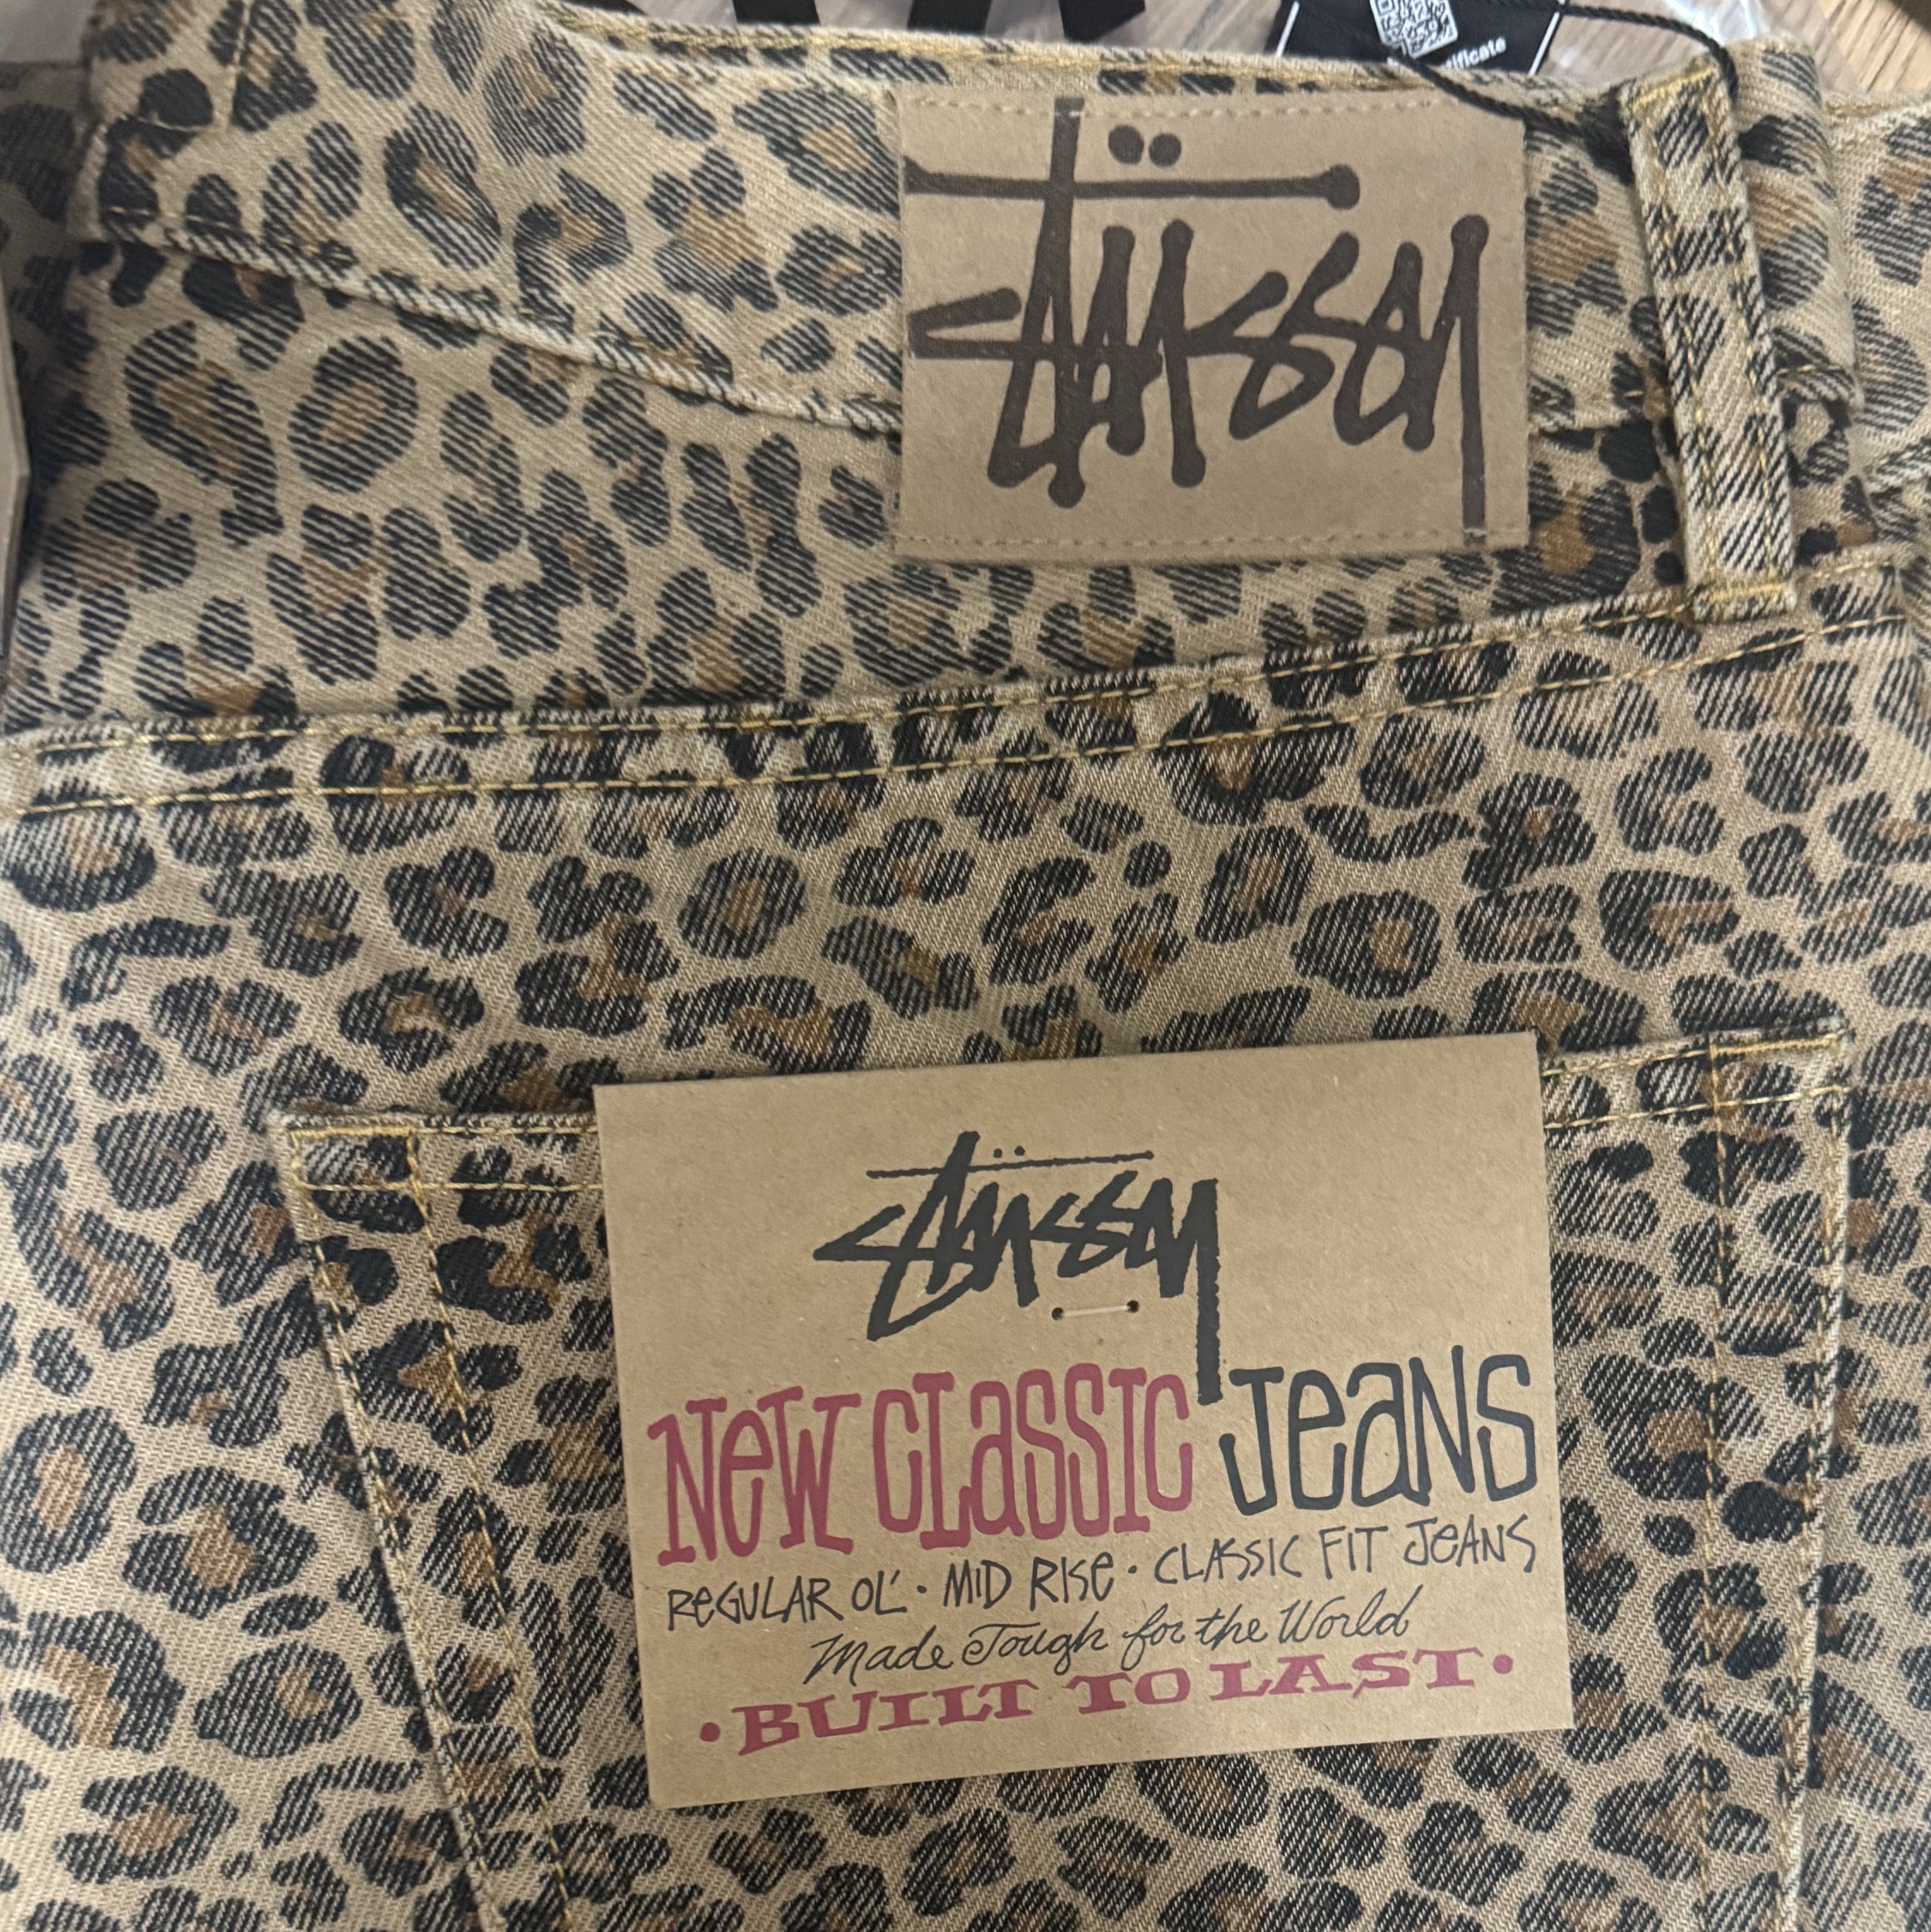 tificate
Stüssy
Stüssy
NeW CLaSSIC JeaNS
ReGULAR OL' · MID RISe · CLASSIC FIT JeANS
Made Tough for the World
• BUILT TO LAST •